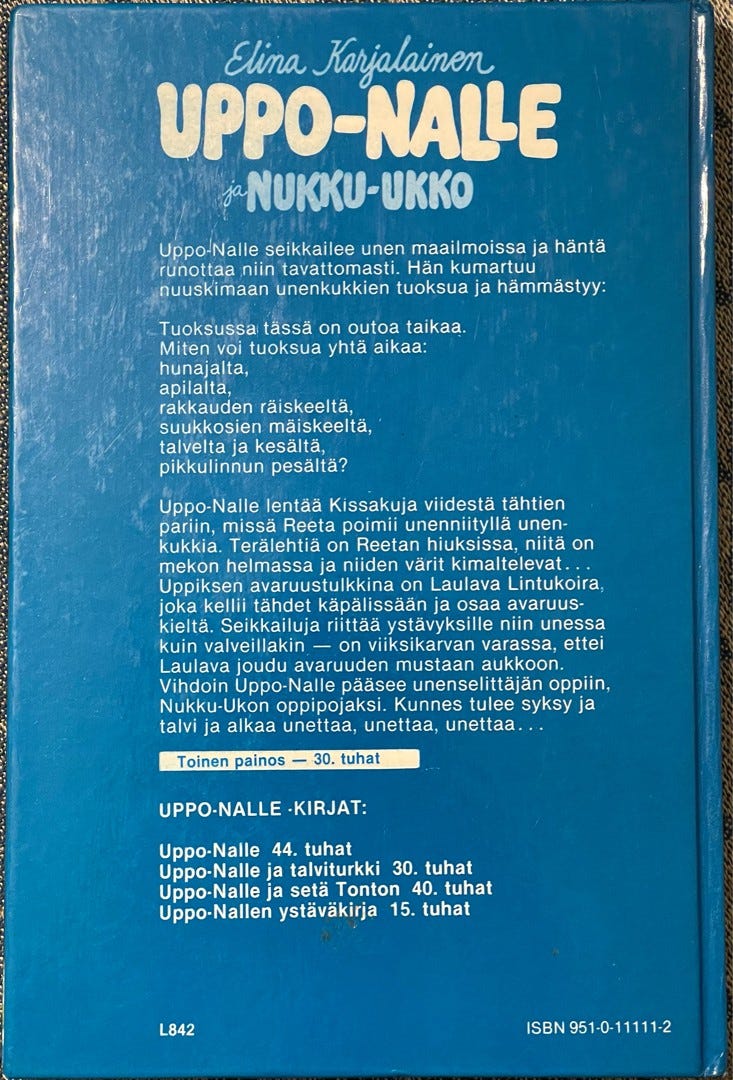 Elina Karjalainen
UPPO-NALLE
ja NUKKU-UKKO
Uppo-Nalle seikkailee unen maailmoissa ja häntä
runottaa niin tavattomasti. Hän kumartuu
nuuskimaan unenkukkien tuoksua ja hämmästyy:
Tuoksussa tässä on outoa taikaa.
Miten voi tuoksua yhtä aikaa:
hunajalta,
apilalta,
rakkauden räiskeeltä,
suukkosien mäiskeeltä,
talvelta ja kesältä,
pikkulinnun pesältä?
Uppo-Nalle lentää Kissakuja viidestä tähtien
pariin, missä Reeta poimii unenniityllä unen-
kukkia. Terälehtiä on Reetan hiuksissa, niitä on
mekon helmassa ja niiden värit kimaltelevat...
Uppiksen avaruustulkkina on Laulava Lintukoira,
joka kellii tähdet käpälissään ja osaa avaruus-
kieltä. Seikkailuja riittää ystävyksille niin unessa
kuin valveillakin — on viiksikarvan varassa, ettei
Laulava joudu avaruuden mustaan aukkoon.
Vihdoin Uppo-Nalle pääsee unenselittäjän oppiin,
Nukku-Ukon oppipojaksi. Kunnes tulee syksy ja
talvi ja alkaa unettaa, unettaa, unettaa...
Toinen painos — 30. tuhat
UPPO-NALLE -KIRJAT:
Uppo-Nalle 44. tuhat
Uppo-Nalle ja talviturkki 30. tuhat
Uppo-Nalle ja setä Tonton 40. tuhat
Uppo-Nallen ystäväkirja 15. tuhat
L842
ISBN 951-0-11111-2